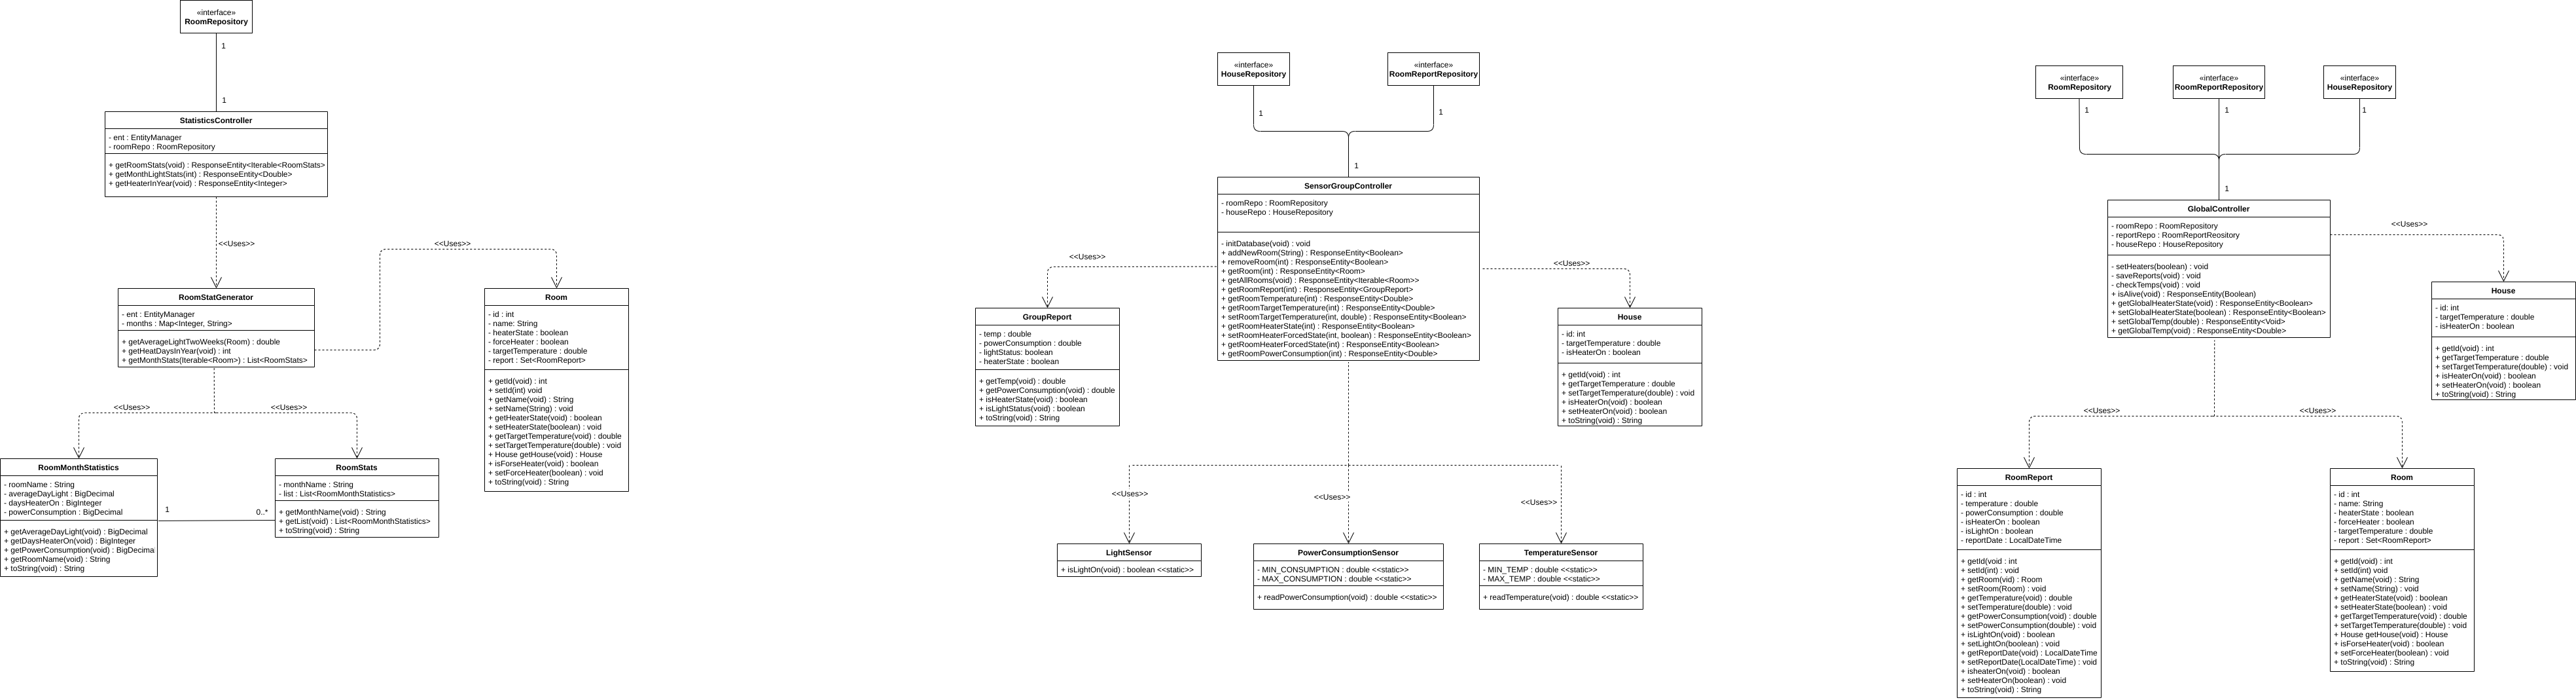 «interface»
RoomRepository
1
1
StatisticsController
- ent : EntityManager
- roomRepo : RoomRepository
+ getRoomStats(void) : ResponseEntity<Iterable<RoomStats>
+ getMonthLightStats(int) : ResponseEntity<Double>
+ getHeaterInYear(void) : ResponseEntity<Integer>
<<Uses>>
<<Uses>>
RoomStatGenerator
- ent : EntityManager
- months : Map<Integer, String>
+ getAverageLightTwoWeeks(Room) : double
+ getHeatDaysInYear(void) : int
+ getMonthStats(Iterable<Room>) : List<RoomStats>
Room
- id : int
- name: String
- heaterState : boolean
- forceHeater : boolean
- targetTemperature : double
- report : Set<RoomReport>
+ getId(void) : int
+ setId(int) void
+ getName(void) : String
+ setName(String) : void
+ getHeaterState(void) : boolean
+ setHeaterState(boolean) : void
+ getTargetTemperature(void) : double
+ setTargetTemperature(double) : void
+ House getHouse(void) : House
+ isForseHeater(void) : boolean
+ setForceHeater(boolean) : void
+ toString(void) : String
<<Uses>>
<<Uses>>
RoomMonthStatistics
- roomName : String
- averageDayLight : BigDecimal
- daysHeaterOn : BigInteger
- powerConsumption : BigDecimal
+ getAverageDayLight(void) : BigDecimal
+ getDaysHeaterOn(void) : BigInteger
+ getPowerConsumption(void) : BigDecima
+ getRoomName(void) : String
+ toString(void) : String
1
0..*
RoomStats
- monthName : String
- list : List<RoomMonthStatistics>
+ getMonthName(void) : String
+ getList(void) : List<RoomMonthStatistics>
+ toString(void) : String
«interface»
HouseRepository
«interface»
RoomReportRepository
1
1
1
SensorGroupController
- roomRepo : RoomRepository
- houseRepo : HouseRepository
- initDatabase(void) : void
+ addNewRoom(String) : ResponseEntity<Boolean>
+ removeRoom(int) : ResponseEntity<Boolean>
+ getRoom(int) : ResponseEntity<Room>
+ getAllRooms(void) : ResponseEntity<Iterable<Room>>
+ getRoomReport(int) : ResponseEntity<GroupReport>
+ getRoomTemperature(int) : ResponseEntity<Double>
+ getRoomTargetTemperature(int) : ResponseEntity<Double>
+ setRoomTargetTemperature(int, double) : ResponseEntity<Boolean>
+ getRoomHeaterState(int) : ResponseEntity<Boolean>
+ setRoomHeaterForcedState(int, boolean) : ResponseEntity<Boolean>
+ getRoomHeaterForcedState(int) : ResponseEntity<Boolean>
+ getRoomPowerConsumption(int) : ResponseEntity<Double>
<<Uses>>
<<Uses>>
GroupReport
- temp : double
- powerConsumption : double
- lightStatus: boolean
- heaterState : boolean
+ getTemp(void) : double
+ getPowerConsumption(void) : double
+ isHeaterState(void) : boolean
+ isLightStatus(void) : boolean
+ toString(void) : String
House
- id: int
- targetTemperature : double
- isHeaterOn : boolean
+ getId(void) : int
+ getTargetTemperature : double
+ setTargetTemperature(double) : void
+ isHeaterOn(void) : boolean
+ setHeaterOn(void) : boolean
+ toString(void) : String
<<Uses>>
<<Uses>>
<<Uses>>
LightSensor
+ isLightOn(void) : boolean <<static>>
PowerConsumptionSensor
- MIN_CONSUMPTION : double <<static>>
- MAX_CONSUMPTION : double <<static>>
+ readPowerConsumption(void) : double <<static>>
TemperatureSensor
- MIN_TEMP : double <<static>>
- MAX_TEMP : double <<static>>
+ readTemperature(void) : double <<static>>
«interface»
RoomRepository
«interface»
RoomReportRepository
«interface»
HouseRepository
1
1
1
1
GlobalController
- roomRepo : RoomRepository
- reportRepo : RoomReportReository
- houseRepo : HouseRepository
- setHeaters(boolean) : void
- saveReports(void) : void
- checkTemps(void) : void
+ isAlive(void) : ResponseEntity(Boolean)
+ getGlobalHeaterState(void) : ResponseEntity<Boolean>
+ setGlobalHeaterState(boolean) : ResponseEntity<Boolean>
+ setGlobalTemp(double) : ResponseEntity<Void>
+ getGlobalTemp(void) : ResponseEntity<Double>
<<Uses>>
House
- id: int
- targetTemperature : double
- isHeaterOn : boolean
+ getId(void) : int
+ getTargetTemperature : double
+ setTargetTemperature(double) : void
+ isHeaterOn(void) : boolean
+ setHeaterOn(void) : boolean
+ toString(void) : String
<<Uses>>
<<Uses>>
RoomReport
- id : int
- temperature : double
- powerConsumption : double
- isHeaterOn : boolean
- isLightOn : boolean
- reportDate : LocalDateTime
+ getId(void : int
+ setId(int) : void
+ getRoom(vid) : Room
+ setRoom(Room) : void
+ getTemperature(void) : double
+ setTemperature(double) : void
+ getPowerConsumption(void) : double
+ setPowerConsumption(double) : void
+ isLightOn(void) : boolean
+ setLightOn(boolean) : void
+ getReportDate(void) : LocalDateTime
+ setReportDate(LocalDateTime) : void
+ isheaterOn(void) : boolean
+ setHeaterOn(boolean) : void
+ toString(void) : String
Room
- id : int
- name: String
- heaterState : boolean
- forceHeater : boolean
- targetTemperature : double
- report : Set<RoomReport>
+ getId(void) : int
+ setId(int) void
+ getName(void) : String
+ setName(String) : void
+ getHeaterState(void) : boolean
+ setHeaterState(boolean) : void
+ getTargetTemperature(void) : double
+ setTargetTemperature(double) : void
+ House getHouse(void) : House
+ isForseHeater(void) : boolean
+ setForceHeater(boolean) : void
+ toString(void) : String